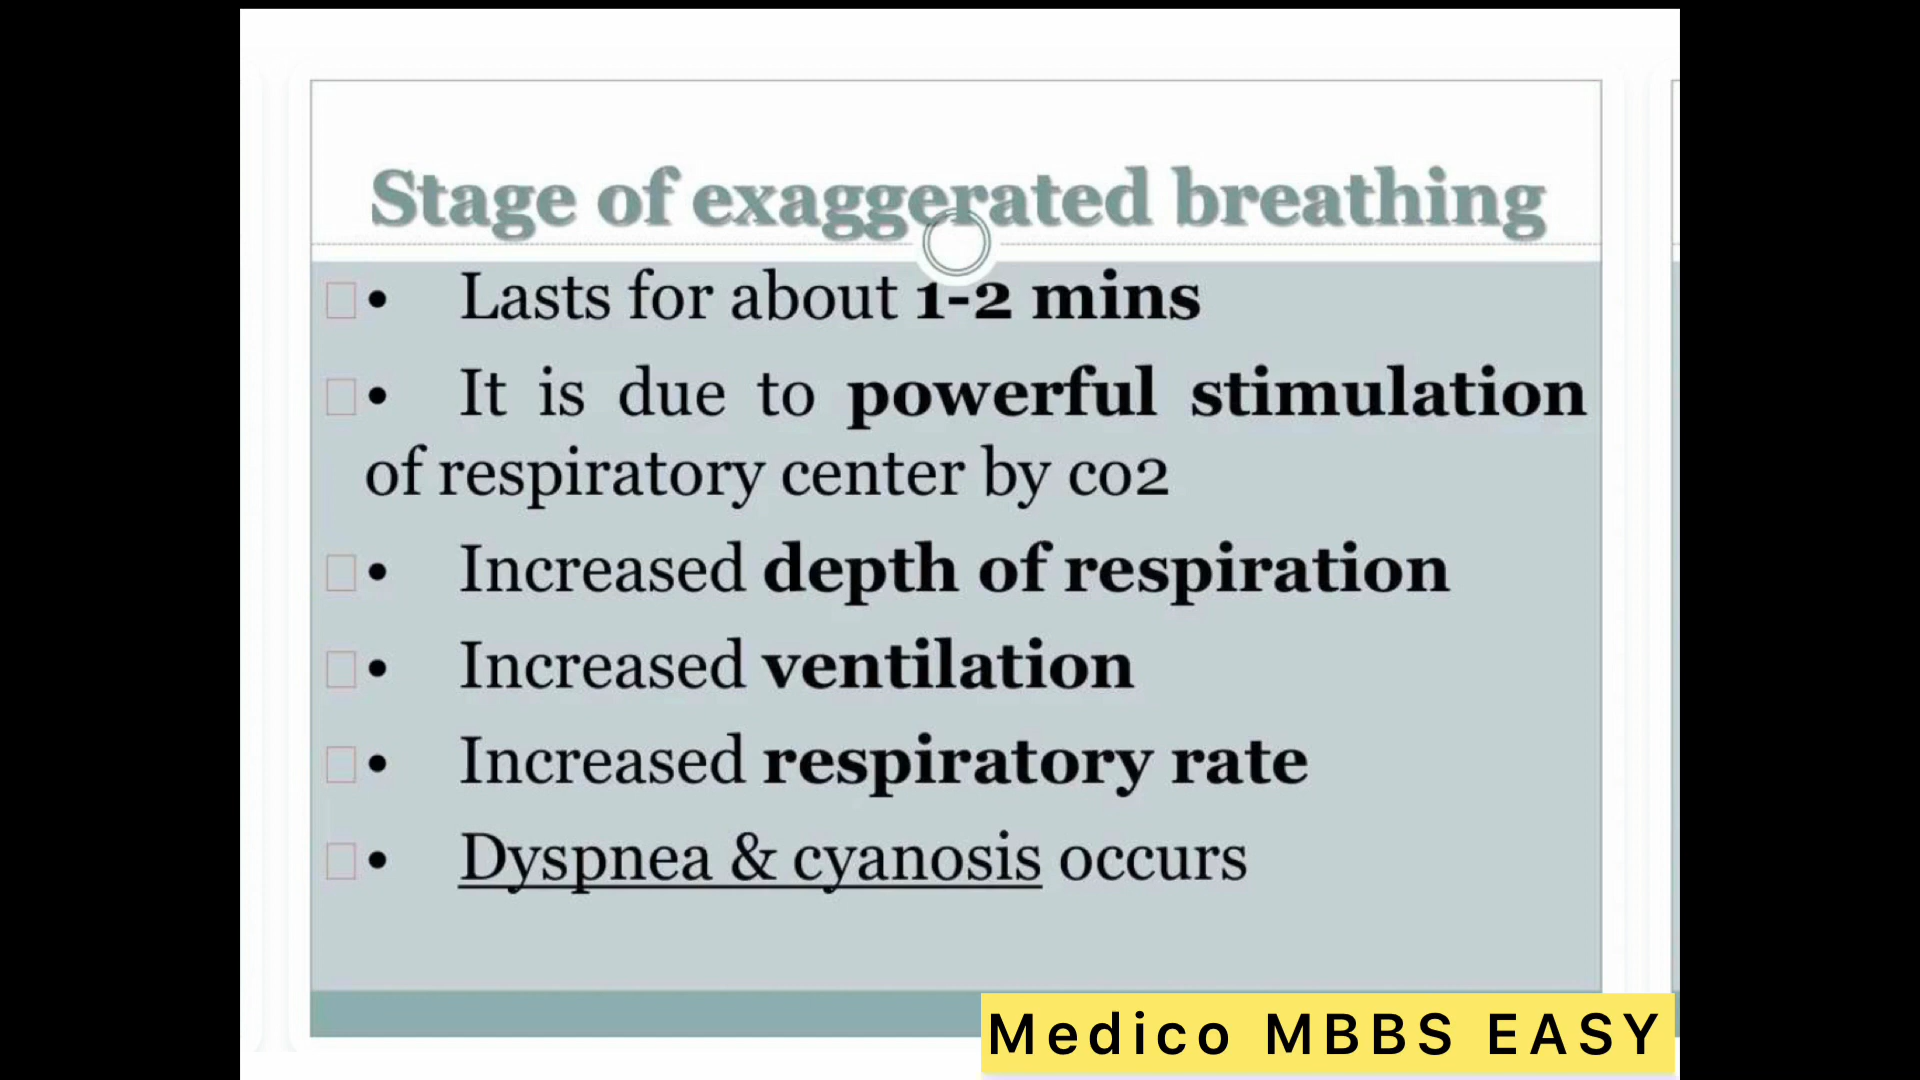 Stage of exaggerated breathing
• Lasts for about 1-2 mins
• It is due to powerful stimulation
of respiratory center by co2
• Increased depth of respiration
• Increased ventilation
• Increased respiratory rate
• Dyspnea & cyanosis occurs
Medico MBBS EASY